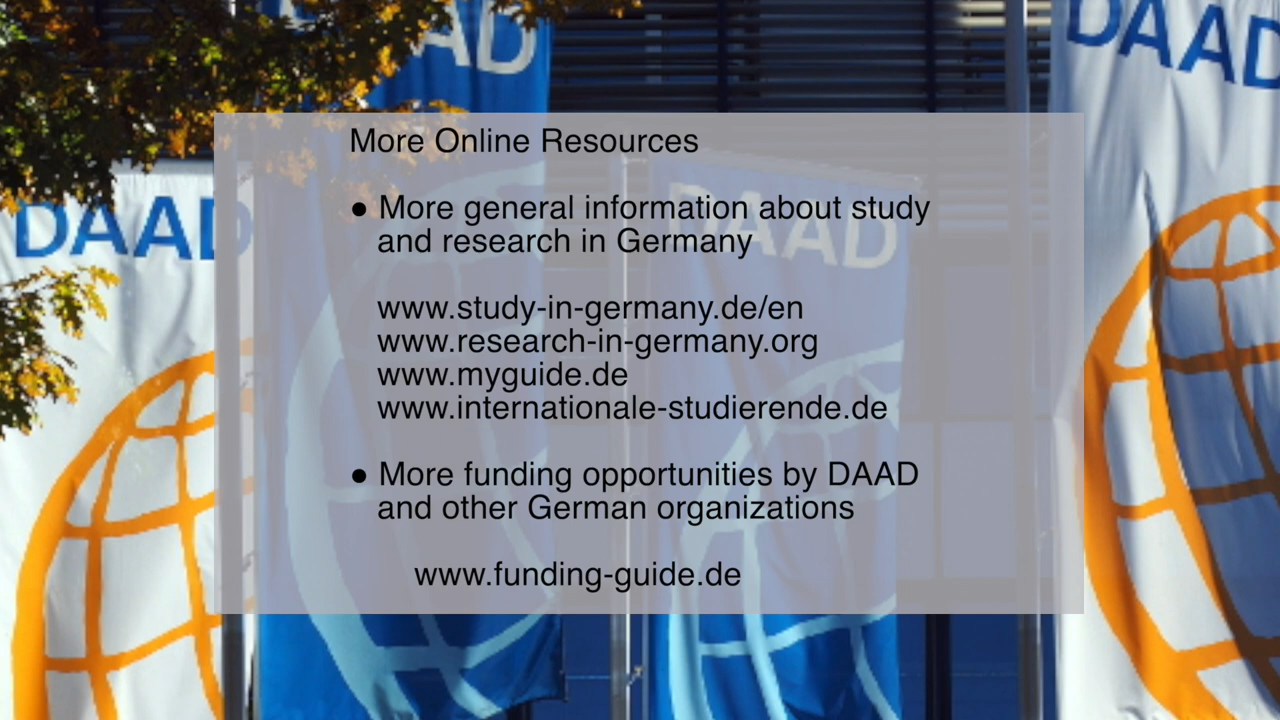 DAAD
DAAD
DAAD
DAAD
More Online Resources
● More general information about study
and research in Germany
www.study-in-germany.de/en
www.research-in-germany.org
www.myguide.de
www.internationale-studierende.de
● More funding opportunities by DAAD
and other German organizations
www.funding-guide.de